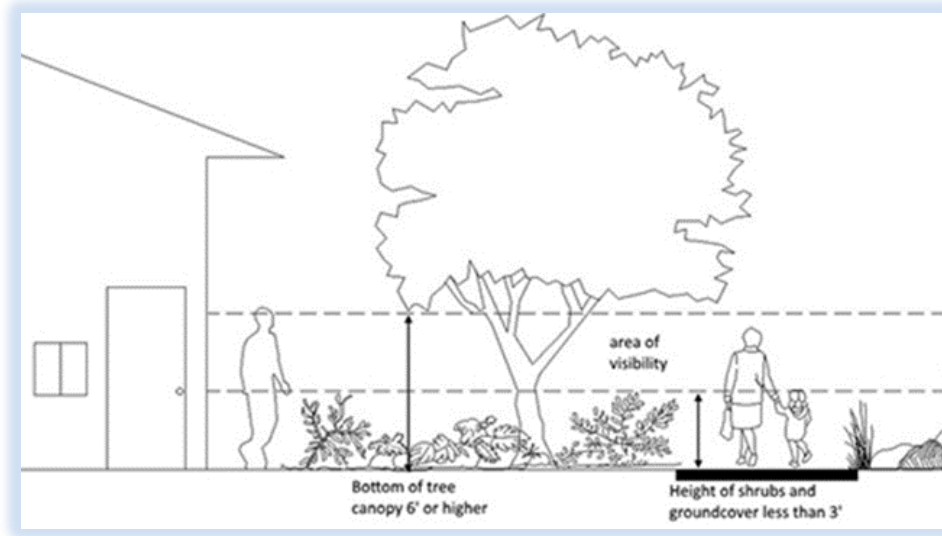 area of
visibility
Bottom of tree
canopy 6' or higher
Height of shrubs and
groundcover less than 3'